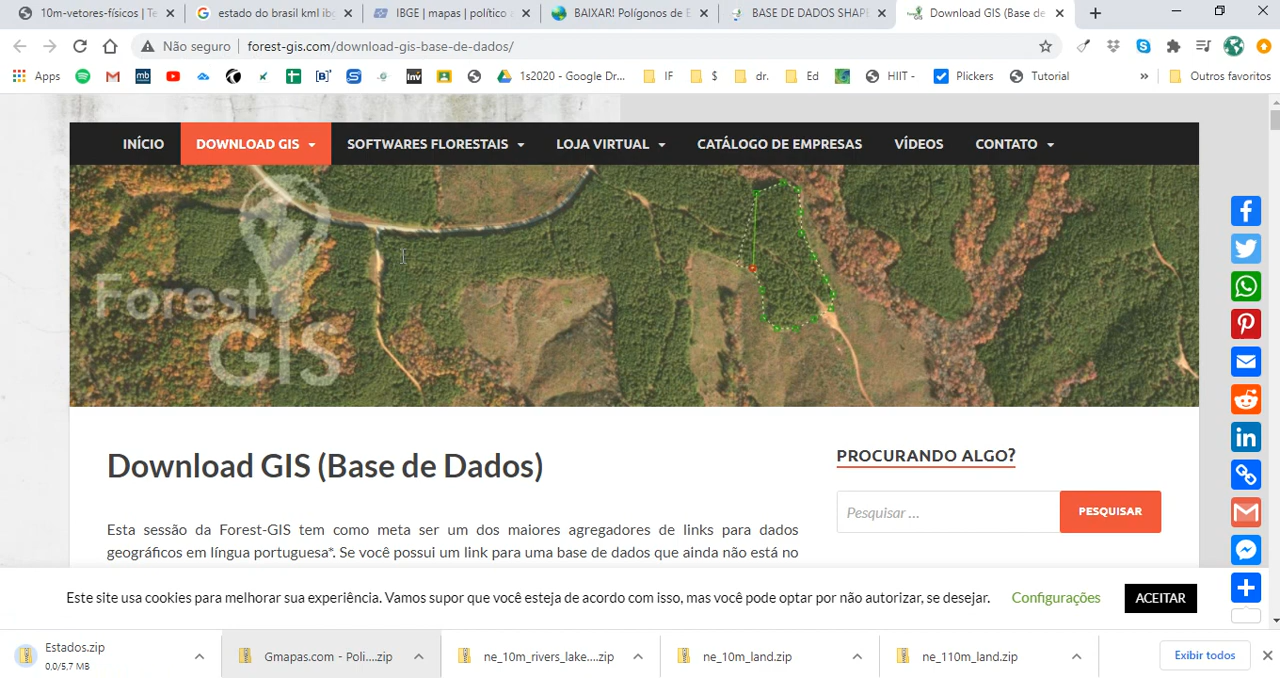 10m-vetores-físicos | Te
estado do brasil kml ib
IBGE | mapas | político
BAIXAR! Polígonos de E
BASE DE DADOS SHAP
Download GIS (Base de
Não seguro
forest-gis.com/download-gis-base-de-dados/
Apps
1s2020 - Google Dr...
IF
$
dr.
Ed
HIIT -
Plickers
Tutorial
»
Outros favoritos
INÍCIO
DOWNLOAD GIS
SOFTWARES FLORESTAIS
LOJA VIRTUAL
CATÁLOGO DE EMPRESAS
VÍDEOS
CONTATO
Forest
GIS
Download GIS (Base de Dados)
PROCURANDO ALGO?
Pesquisar ...
PESQUISAR
Esta sessão da Forest-GIS tem como meta ser um dos maiores agregadores de links para dados
geográficos em língua portuguesa*. Se você possui um link para uma base de dados que ainda não está no
Este site usa cookies para melhorar sua experiência. Vamos supor que você esteja de acordo com isso, mas você pode optar por não autorizar, se desejar.
Configurações
ACEITAR
Estados.zip
0,0/5,7 MB
Gmapas.com - Poli....zip
ne_10m_rivers_lake....zip
ne_10m_land.zip
ne_110m_land.zip
Exibir todos